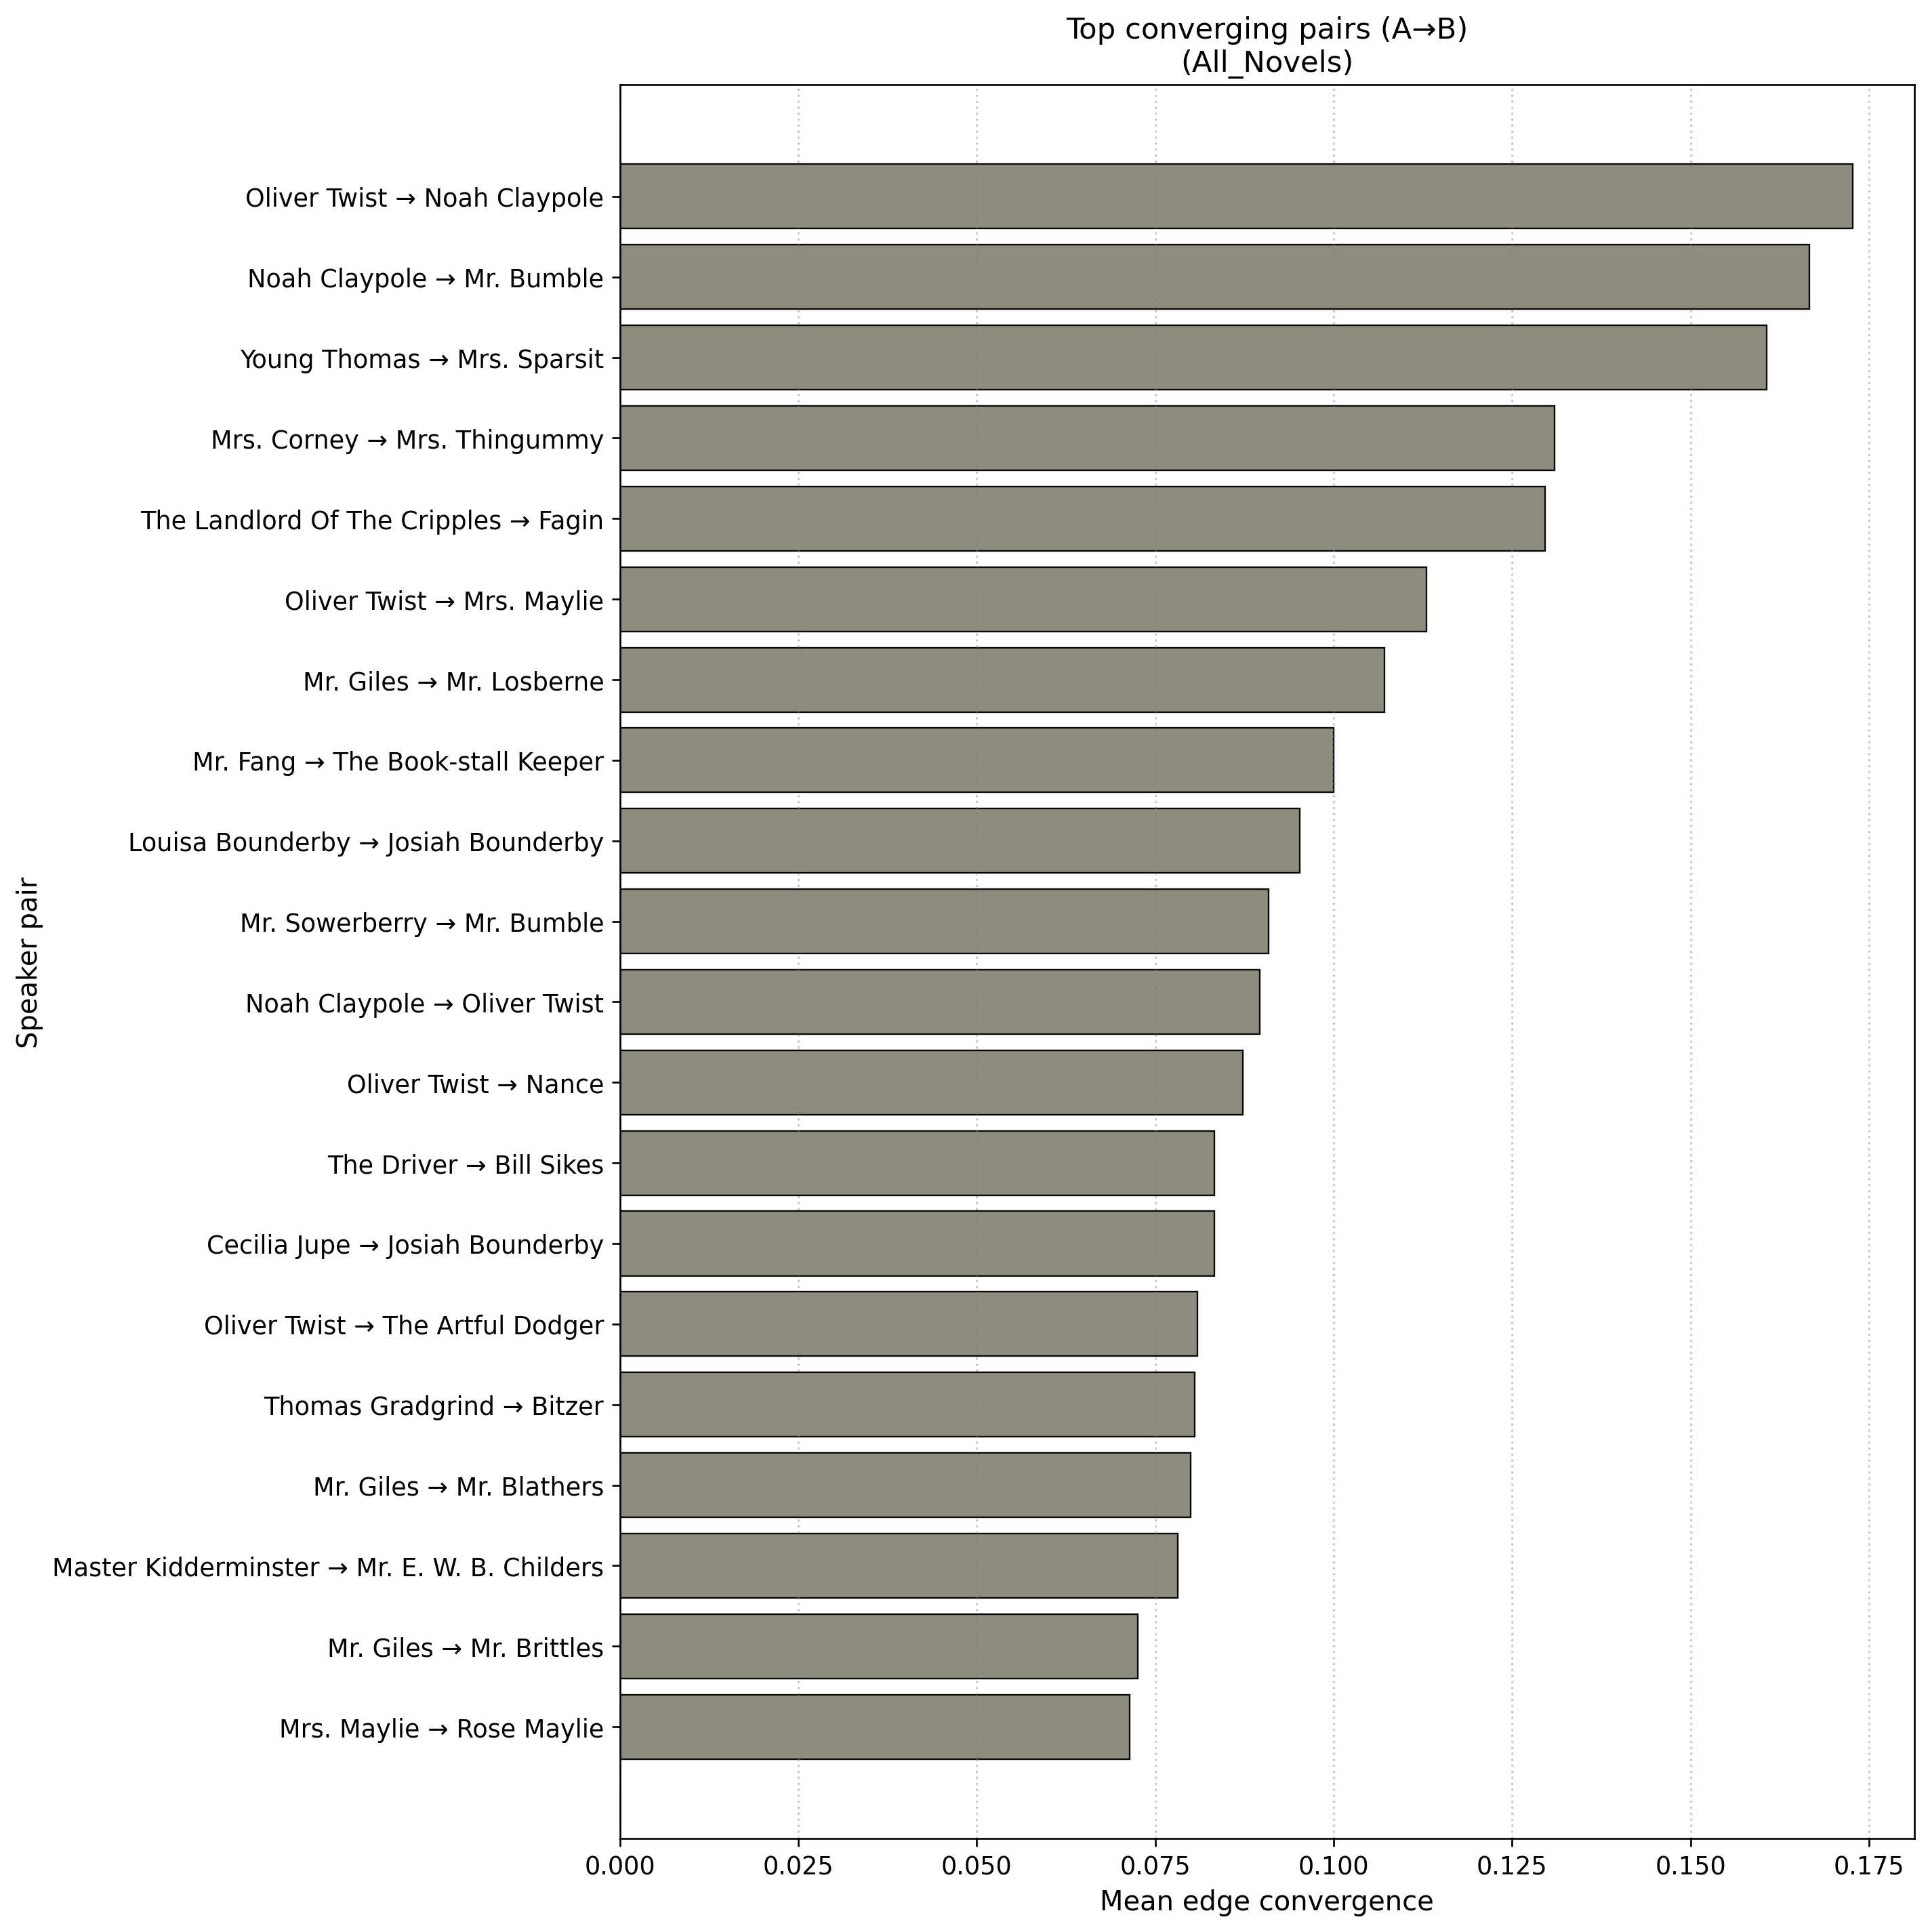 Top converging pairs (A→B)
(All_Novels)
Speaker pair
Oliver Twist → Noah Claypole
Noah Claypole → Mr. Bumble
Young Thomas → Mrs. Sparsit
Mrs. Corney → Mrs. Thingummy
The Landlord Of The Cripples → Fagin
Oliver Twist → Mrs. Maylie
Mr. Giles → Mr. Losberne
Mr. Fang → The Book-stall Keeper
Louisa Bounderby → Josiah Bounderby
Mr. Sowerberry → Mr. Bumble
Noah Claypole → Oliver Twist
Oliver Twist → Nance
The Driver → Bill Sikes
Cecilia Jupe → Josiah Bounderby
Oliver Twist → The Artful Dodger
Thomas Gradgrind → Bitzer
Mr. Giles → Mr. Blathers
Master Kidderminster → Mr. E. W. B. Childers
Mr. Giles → Mr. Brittles
Mrs. Maylie → Rose Maylie
0.000 0.025 0.050 0.075 0.100 0.125 0.150 0.175
Mean edge convergence